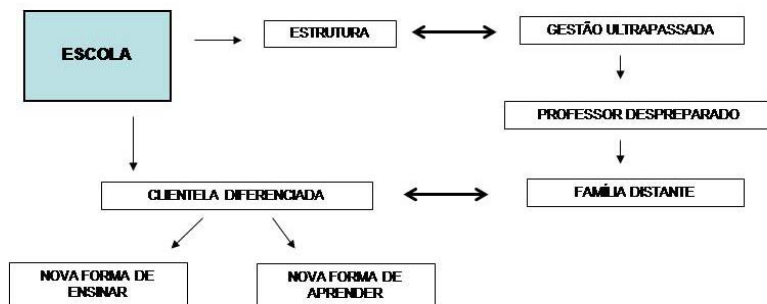 ESCOLA
ESTRUTURA
GESTÃO ULTRAPASSADA
PROFESSOR DESPREPARADO
CLIENTELA DIFERENCIADA
FAMÍLIA DISTANTE
NOVA FORMA DE
ENSINAR
NOVA FORMA DE
APRENDER